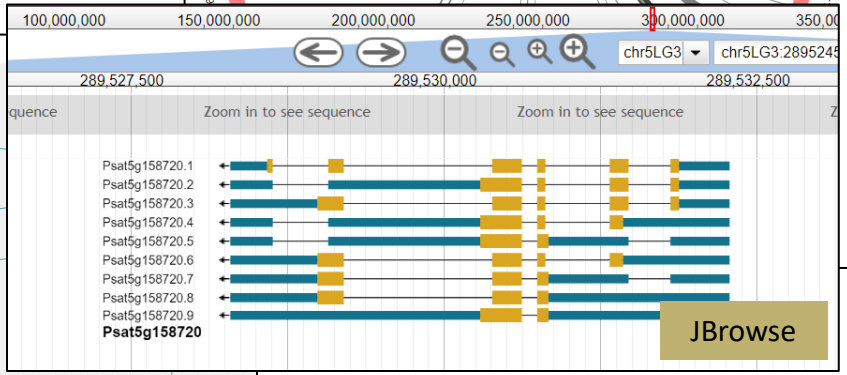 100,000,000 150,000,000 200,000,000 250,000,000 300,000,000 350,0
chr5LG3 chr5LG3:2895245
289,527,500 289,530,000 289,532,500
quence Zoom in to see sequence Zoom in to see sequence Z
Psat5g158720.1
Psat5g158720.2
Psat5g158720.3
Psat5g158720.4
Psat5g158720.5
Psat5g158720.6
Psat5g158720.7
Psat5g158720.8
Psat5g158720.9
Psat5g158720
JBrowse